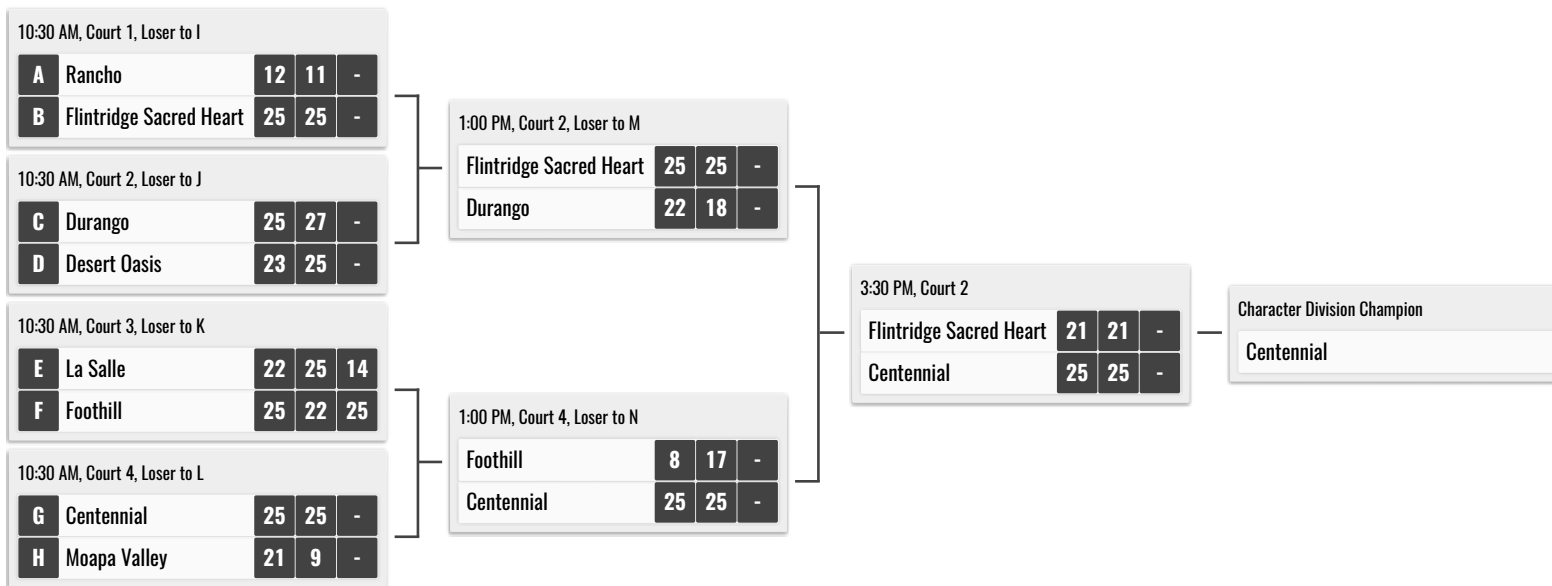 10:30 AM, Court 1, Loser to I
A Rancho 12 11 -
B Flintridge Sacred Heart 25 25 -
10:30 AM, Court 2, Loser to J
C Durango 25 27 -
D Desert Oasis 23 25 -
10:30 AM, Court 3, Loser to K
E La Salle 22 25 14
F Foothill 25 22 25
10:30 AM, Court 4, Loser to L
G Centennial 25 25 -
H Moapa Valley 21 9 -
1:00 PM, Court 2, Loser to M
Flintridge Sacred Heart 25 25 -
Durango 22 18 -
1:00 PM, Court 4, Loser to N
Foothill 8 17 -
Centennial 25 25 -
3:30 PM, Court 2
Flintridge Sacred Heart 21 21 -
Centennial 25 25 -
Character Division Champion
Centennial